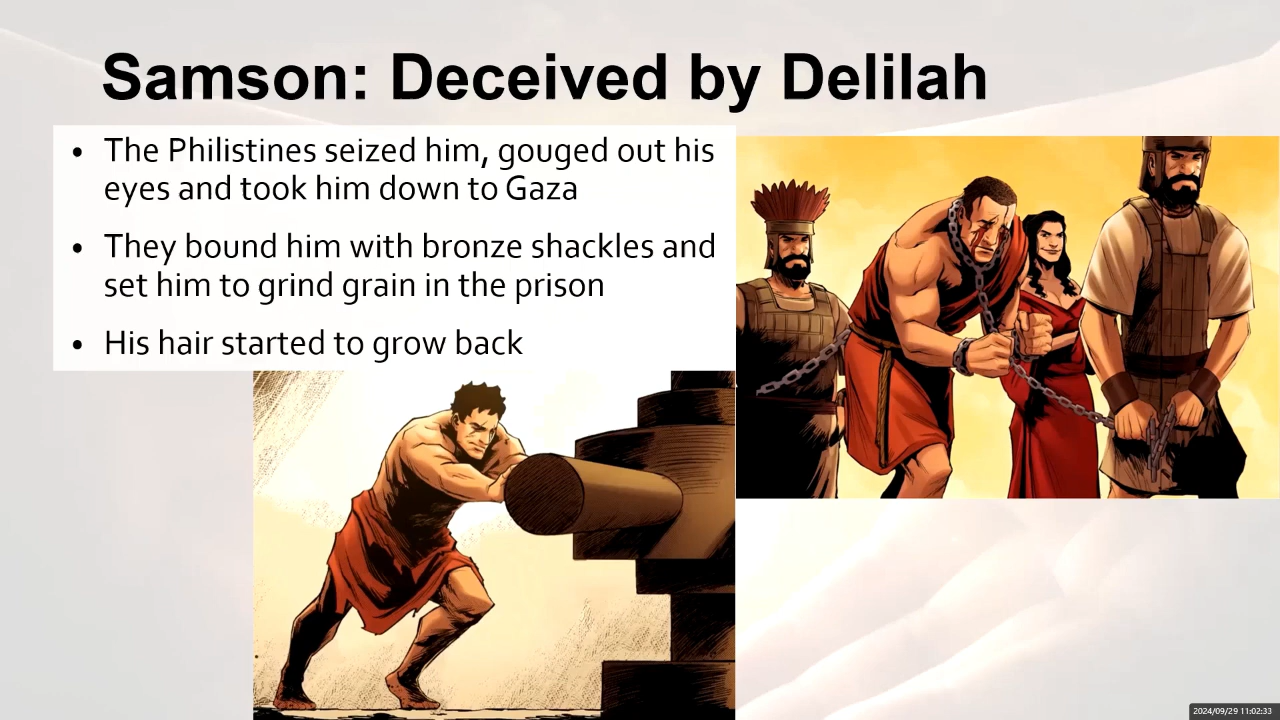 Samson: Deceived by Delilah
• The Philistines seized him, gouged out his
eyes and took him down to Gaza
• They bound him with bronze shackles and
set him to grind grain in the prison
• His hair started to grow back
2024/09/29 11:02:33